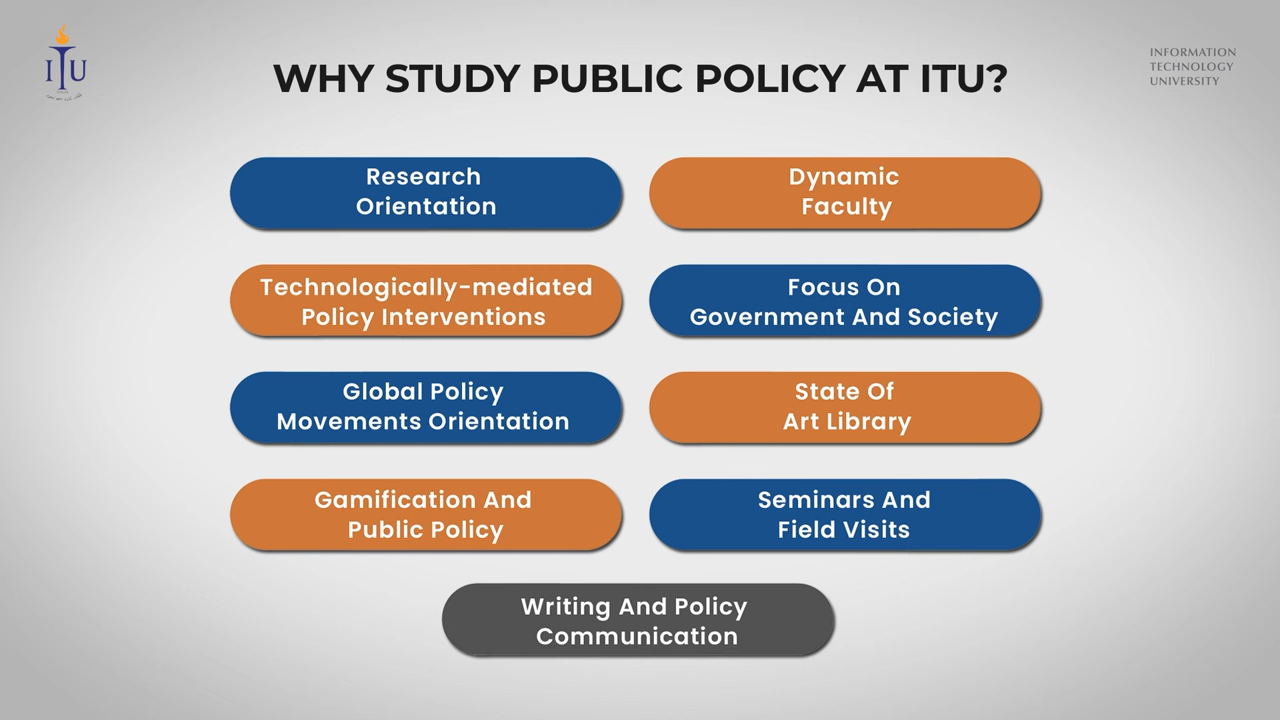 ITU
INFORMATION
TECHNOLOGY
UNIVERSITY
WHY STUDY PUBLIC POLICY AT ITU?
Research
Orientation
Dynamic
Faculty
Technologically-mediated
Policy Interventions
Focus On
Government And Society
Global Policy
Movements Orientation
State Of
Art Library
Gamification And
Public Policy
Seminars And
Field Visits
Writing And Policy
Communication